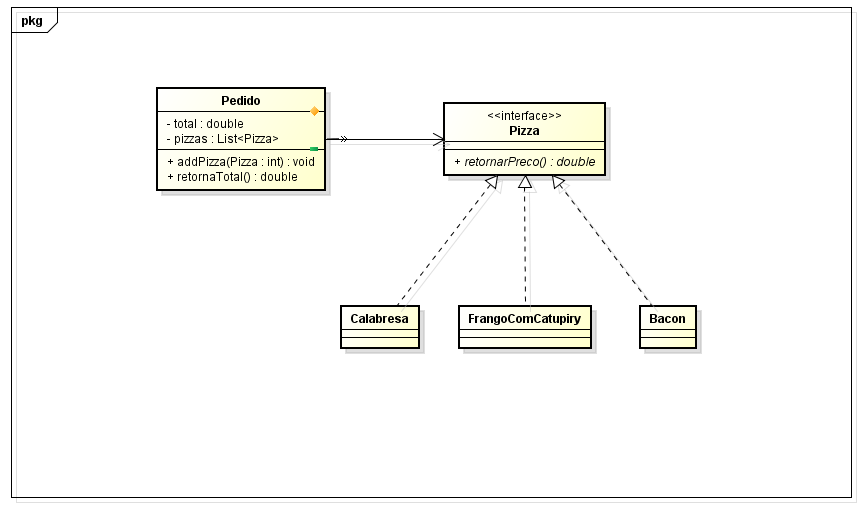 pkg
Pedido
- total : double
- pizzas : List<Pizza>
+ addPizza(Pizza : int) : void
+ retornaTotal() : double
<<interface>>
Pizza
+ retornarPreco() : double
Calabresa
FrangoComCatupiry
Bacon